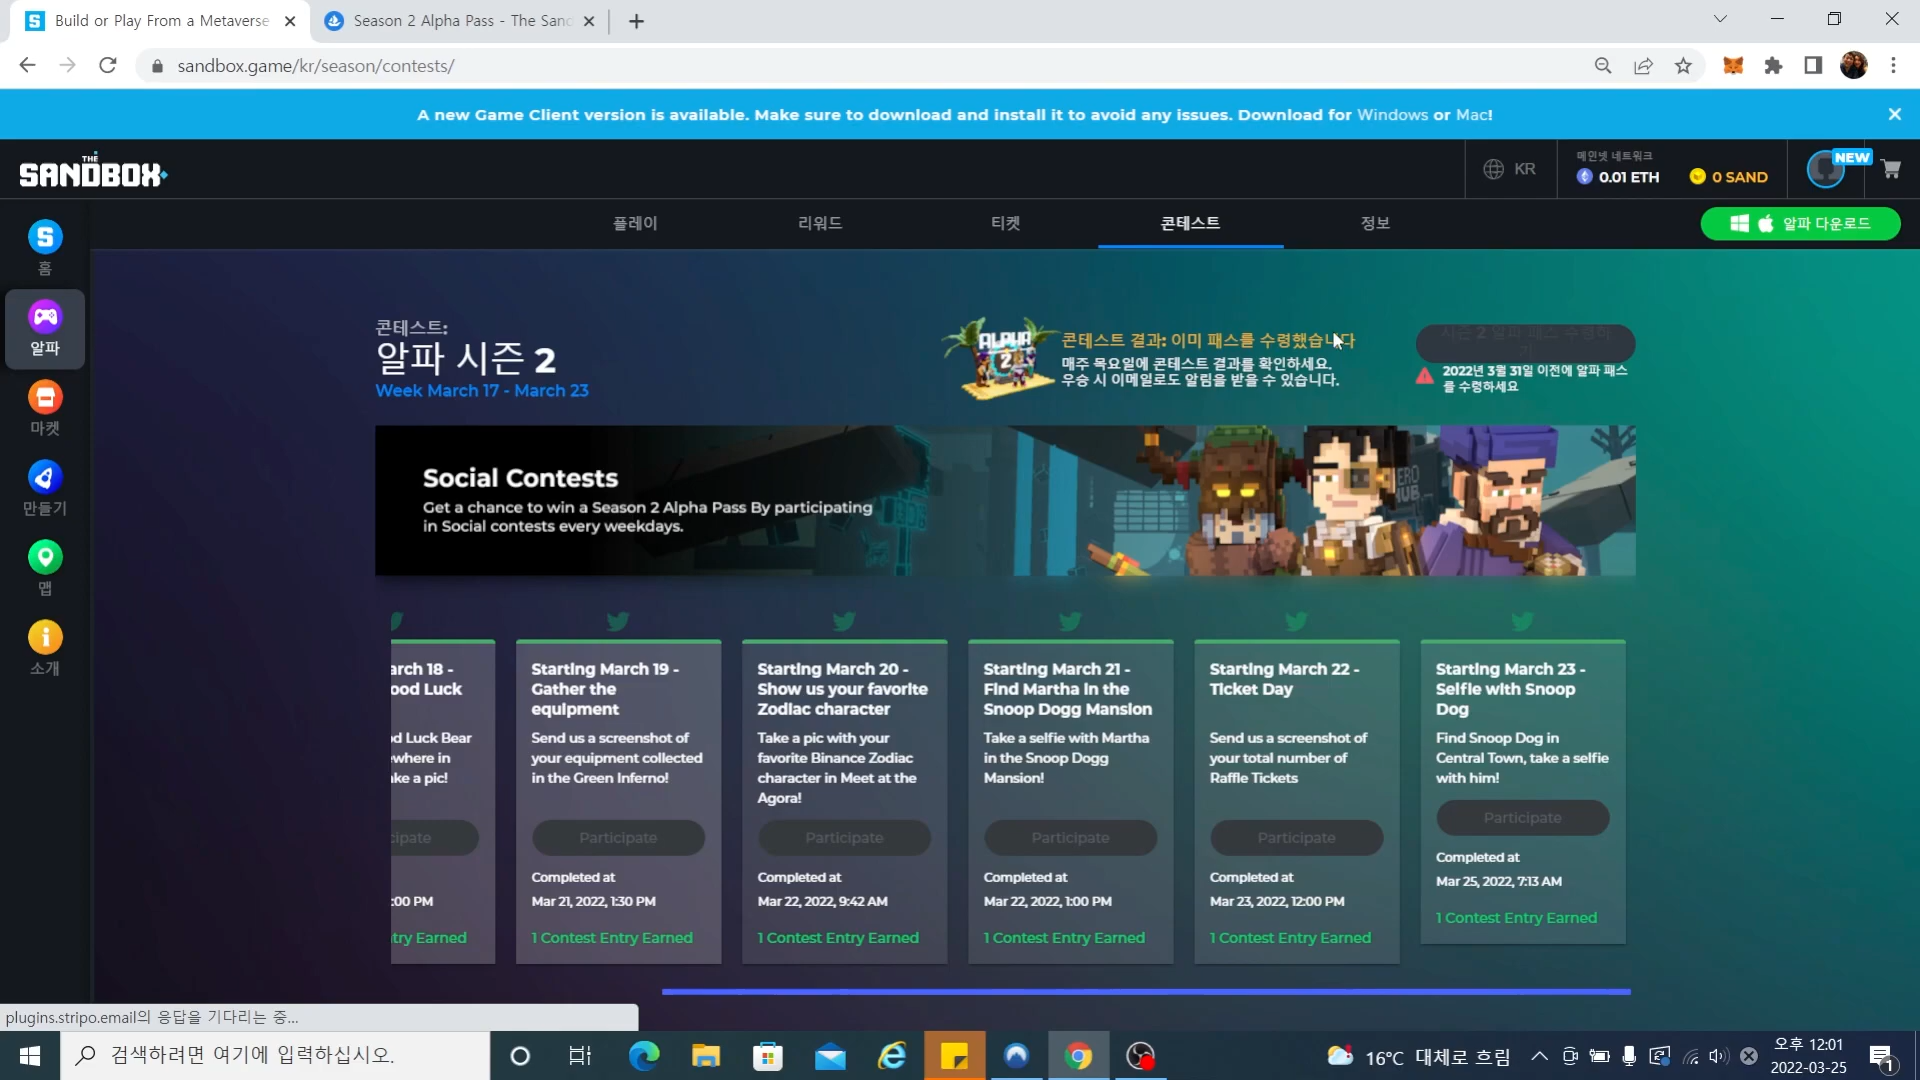 Build or Play From a Metaverse
Season 2 Alpha Pass - The Sand
sandbox.game/kr/season/contests/
A new Game Client version is available. Make sure to download and install it to avoid any issues. Download for Windows or Mac!
THE
SANDBOX
KR
메인넷 네트워크
0.01 ETH
0 SAND
NEW
플레이
리워드
티켓
콘테스트
정보
알파 다운로드
홈
알파
마켓
만들기
맵
소개
콘테스트:
알파 시즌 2
Week March 17 - March 23
ALPHA
2
콘테스트 결과: 이미 패스를 수령했습니다
매주 목요일에 콘테스트 결과를 확인하세요.
우승 시 이메일로도 알림을 받을 수 있습니다.
시즌 2 알파 패스 수령하
기
2022년 3월 31일 이전에 알파 패스
를 수령하세요
Social Contests
Get a chance to win a Season 2 Alpha Pass By participating
in Social contests every weekdays.
HERO
HUB
arch 18 -
ood Luck
d Luck Bear
ewhere in
ke a pic!
cipate
:00 PM
try Earned
Starting March 19 -
Gather the
equipment
Send us a screenshot of
your equipment collected
in the Green Inferno!
Participate
Completed at
Mar 21, 2022, 1:30 PM
1 Contest Entry Earned
Starting March 20 -
Show us your favorite
Zodiac character
Take a pic with your
favorite Binance Zodiac
character in Meet at the
Agora!
Participate
Completed at
Mar 22, 2022, 9:42 AM
1 Contest Entry Earned
Starting March 21 -
Find Martha in the
Snoop Dogg Mansion
Take a selfie with Martha
in the Snoop Dogg
Mansion!
Participate
Completed at
Mar 22, 2022, 1:00 PM
1 Contest Entry Earned
Starting March 22 -
Ticket Day
Send us a screenshot of
your total number of
Raffle Tickets
Participate
Completed at
Mar 23, 2022, 12:00 PM
1 Contest Entry Earned
Starting March 23 -
Selfie with Snoop
Dog
Find Snoop Dog in
Central Town, take a selfie
with him!
Participate
Completed at
Mar 25, 2022, 7:13 AM
1 Contest Entry Earned
plugins.stripo.email의 응답을 기다리는 중...
검색하려면 여기에 입력하십시오.
16°C 대체로 흐림
오후 12:01
2022-03-25
1